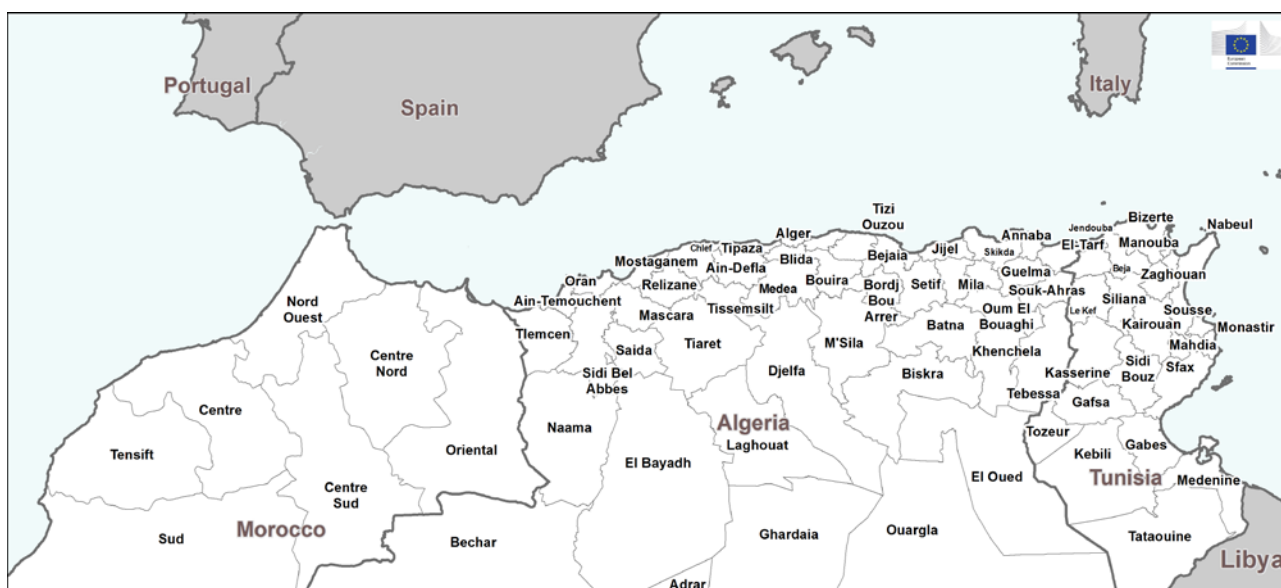 Portugal
Spain
Italy
European
Commission
Tizi
Ouzou
Bizerte
Nabeul
Jendouba
Annaba
Alger
Chlef
Tipaza
Jijel
Skikda
El-Tarf
Manouba
Mostaganem
Blida
Bejaia
Ain-Defla
Guelma
Beja
Zaghouan
Oran
Relizane
Medea
Bouira
Bordj
Bou
Arrer
Setif
Mila
Souk-Ahras
Ain-Temouchent
Tissemsilt
Siliana
Nord
Ouest
Mascara
Oum El
Bouaghi
Le Kef
Sousse
Kairouan
Monastir
Tlemcen
Batna
Saida
Tiaret
M'Sila
Khenchela
Mahdia
Centre
Nord
Sidi Bel
Abbes
Djelfa
Biskra
Kasserine
Sidi
Bouz
Sfax
Tebessa
Gafsa
Centre
Naama
Algeria
Laghouat
Tozeur
Tensift
Oriental
El Bayadh
Kebili
Gabes
El Oued
Tunisia
Medenine
Centre
Sud
Morocco
Sud
Bechar
Ghardaia
Ouargla
Tataouine
Libya
Adrar